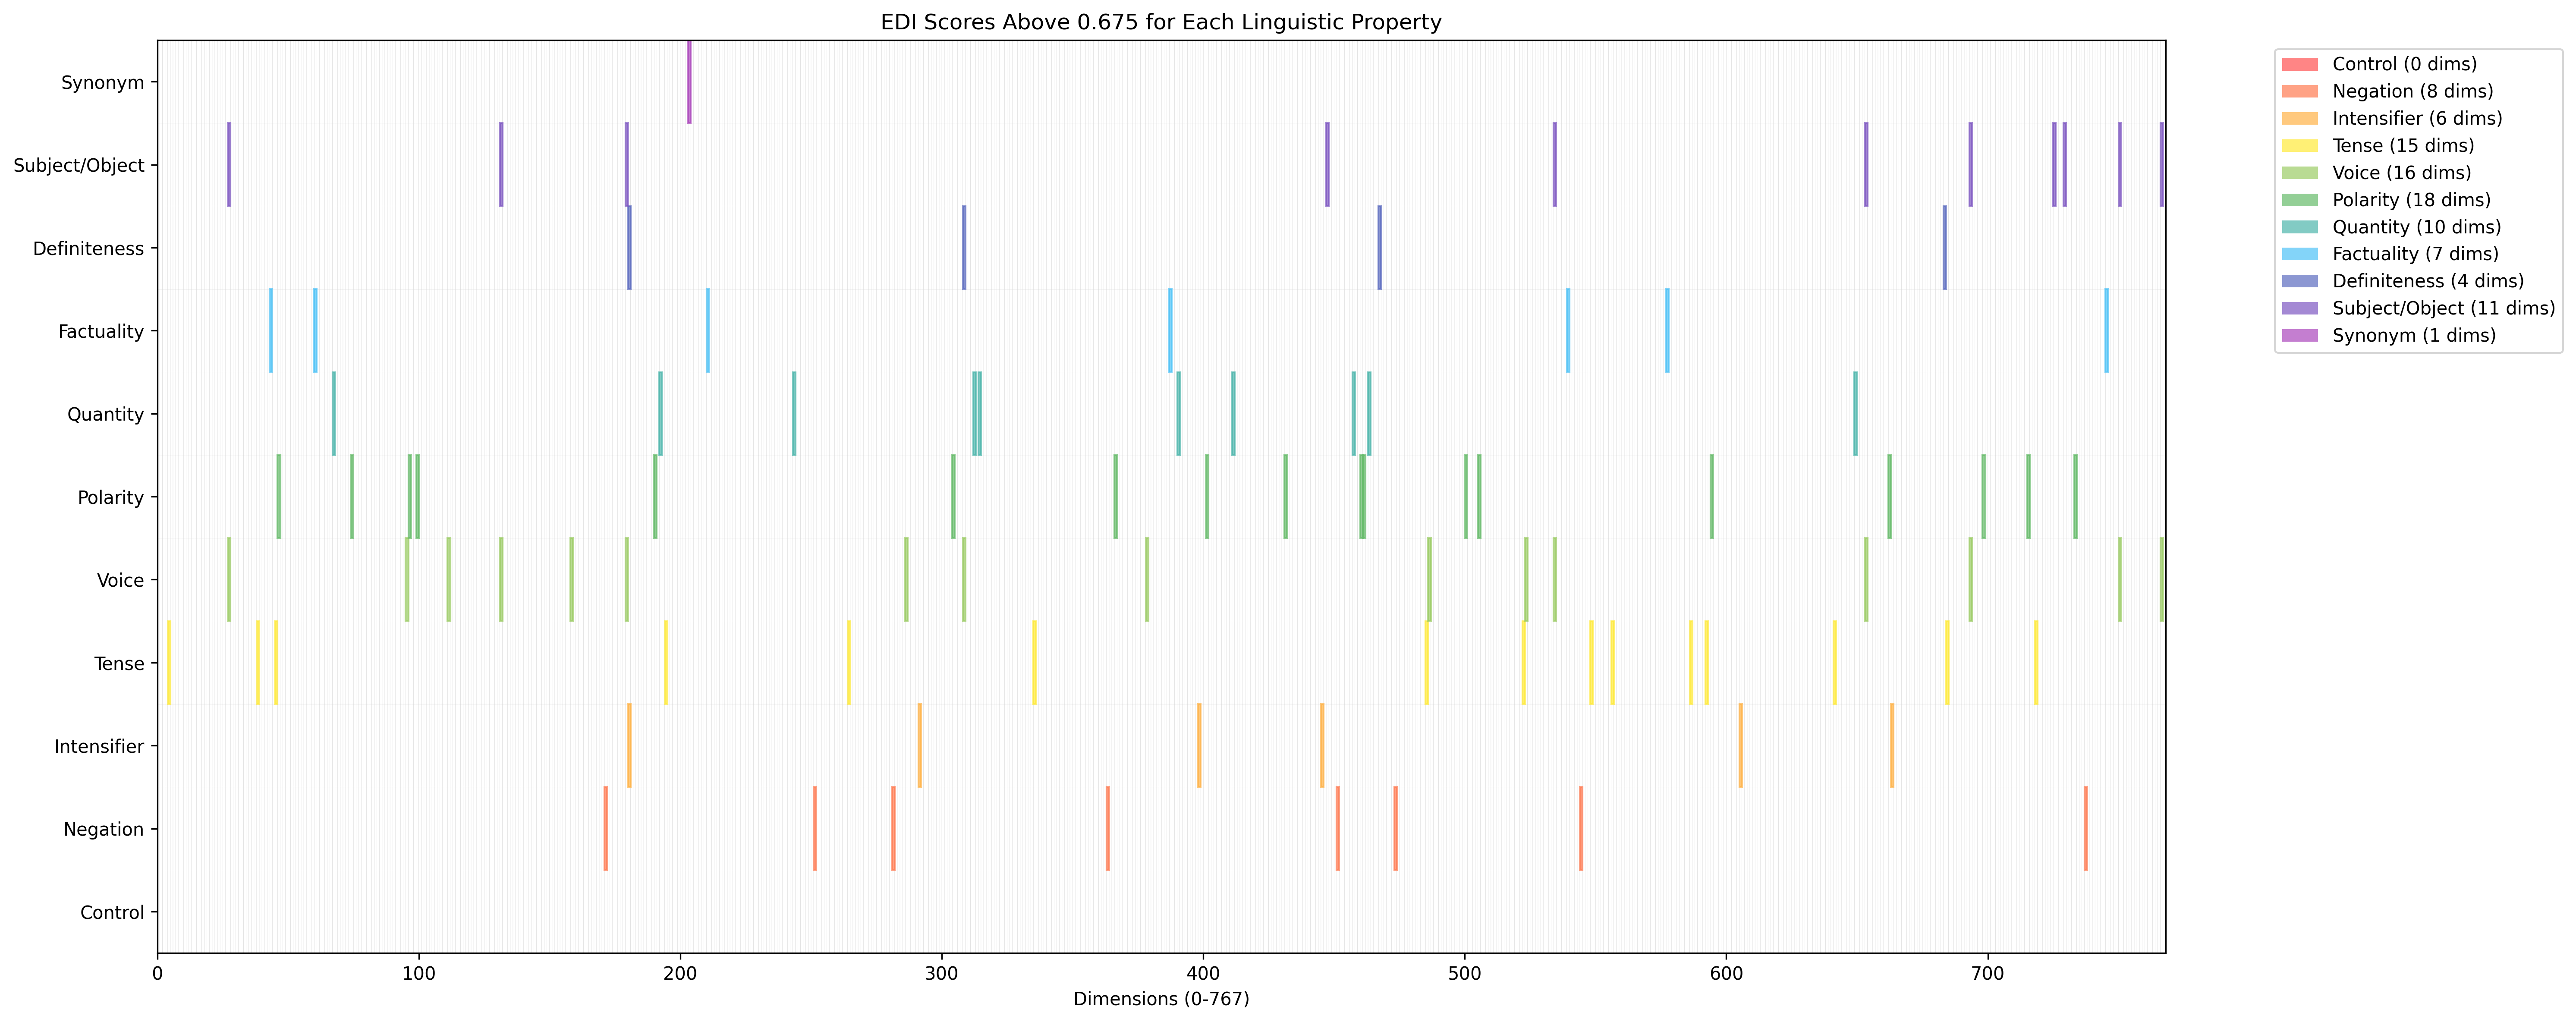 EDI Scores Above 0.675 for Each Linguistic Property
Synonym
Subject/Object
Definiteness
Factuality
Quantity
Polarity
Voice
Tense
Intensifier
Negation
Control
0 100 200 300 400 500 600 700
Dimensions (0-767)
Control (0 dims)
Negation (8 dims)
Intensifier (6 dims)
Tense (15 dims)
Voice (16 dims)
Polarity (18 dims)
Quantity (10 dims)
Factuality (7 dims)
Definiteness (4 dims)
Subject/Object (11 dims)
Synonym (1 dims)